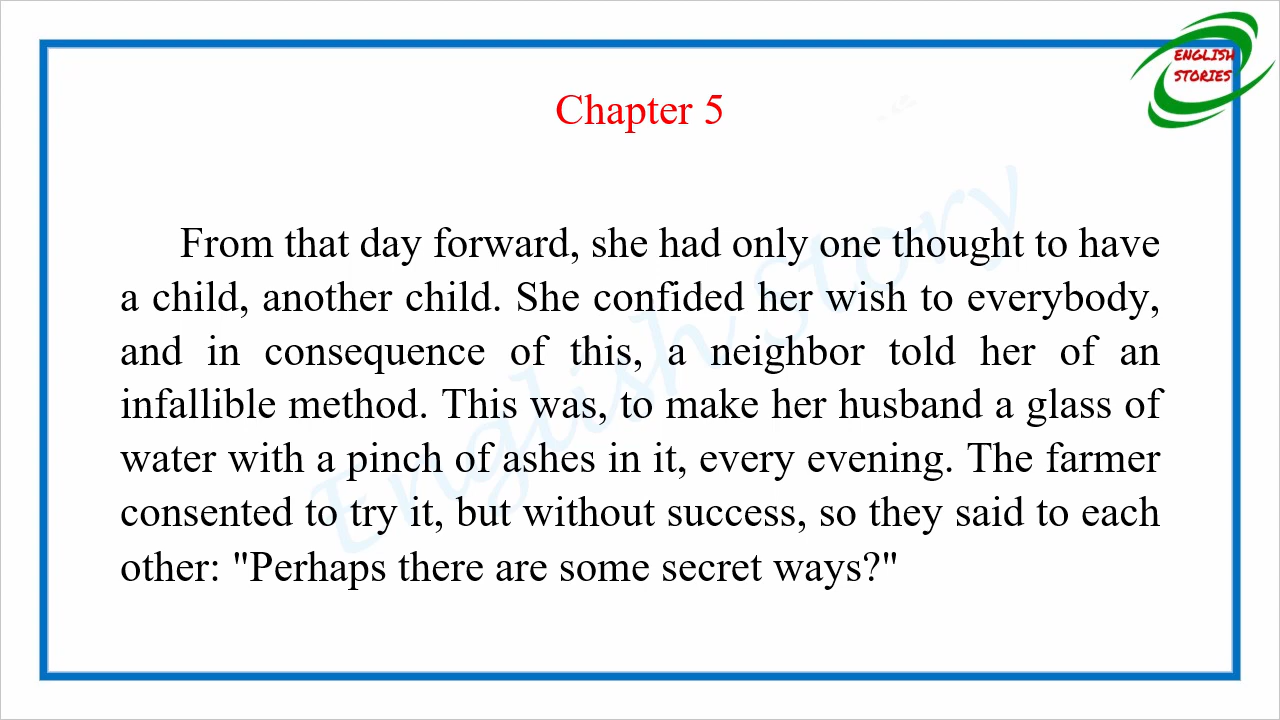 ENGLISH
STORIES
Chapter 5
From that day forward, she had only one thought to have
a child, another child. She confided her wish to everybody,
and in consequence of this, a neighbor told her of an
infallible method. This was, to make her husband a glass of
water with a pinch of ashes in it, every evening. The farmer
consented to try it, but without success, so they said to each
other: "Perhaps there are some secret ways?"
English Story